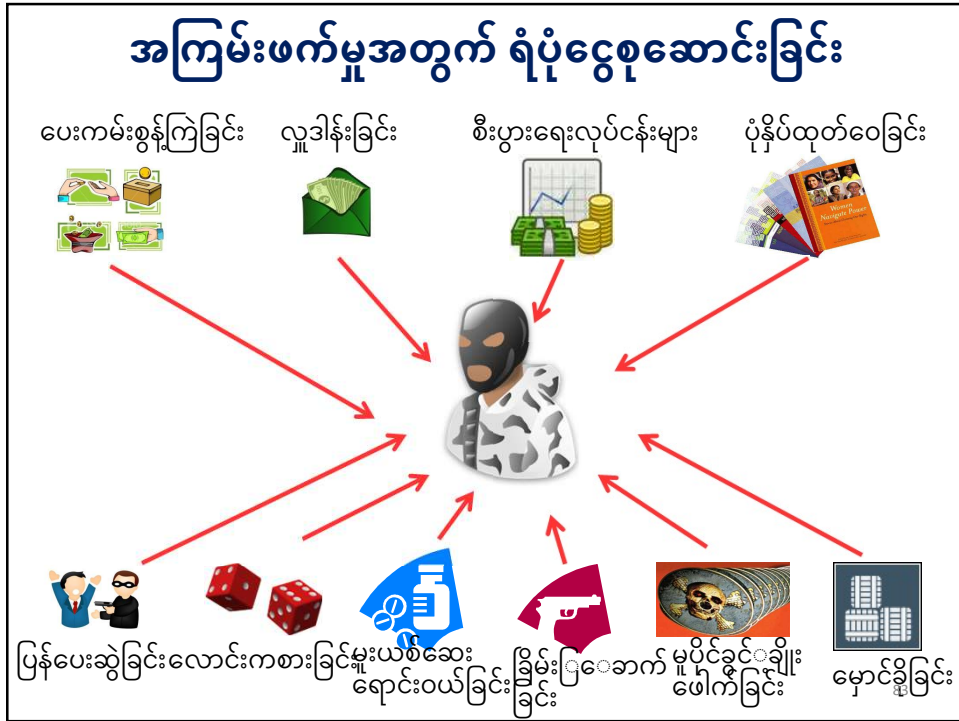 အကြမ်းဖက်မှုအတွက် ရံပုံငွေစုဆောင်းခြင်း
ပေးကမ်းစွန့်ကြဲခြင်း လှူဒါန်းခြင်း စီးပွားရေးလုပ်ငန်းများ ပုံနှိပ်ထုတ်ဝေခြင်း
Women
Navigate Power
ပြန်ပေးဆွဲခြင်း လောင်းကစားခြင်း မူးယစ်ဆေး
ရောင်းဝယ်ခြင်း
ခြိမ်းြေခာက်
ခြင်း
မူပိုင်ခွင့်ချိုး
ဖေါက်ခြင်း
မှောင်ခိုခြင်း
83